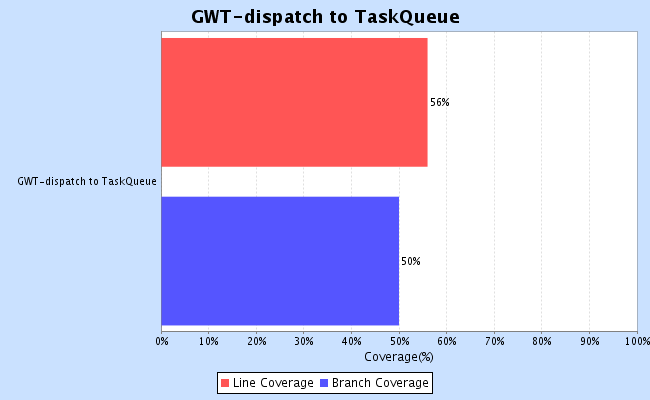 GWT-dispatch to TaskQueue
56%
GWT-dispatch to TaskQueue
50%
0% 10% 20% 30% 40% 50% 60% 70% 80% 90% 100%
Coverage(%)
Line Coverage Branch Coverage